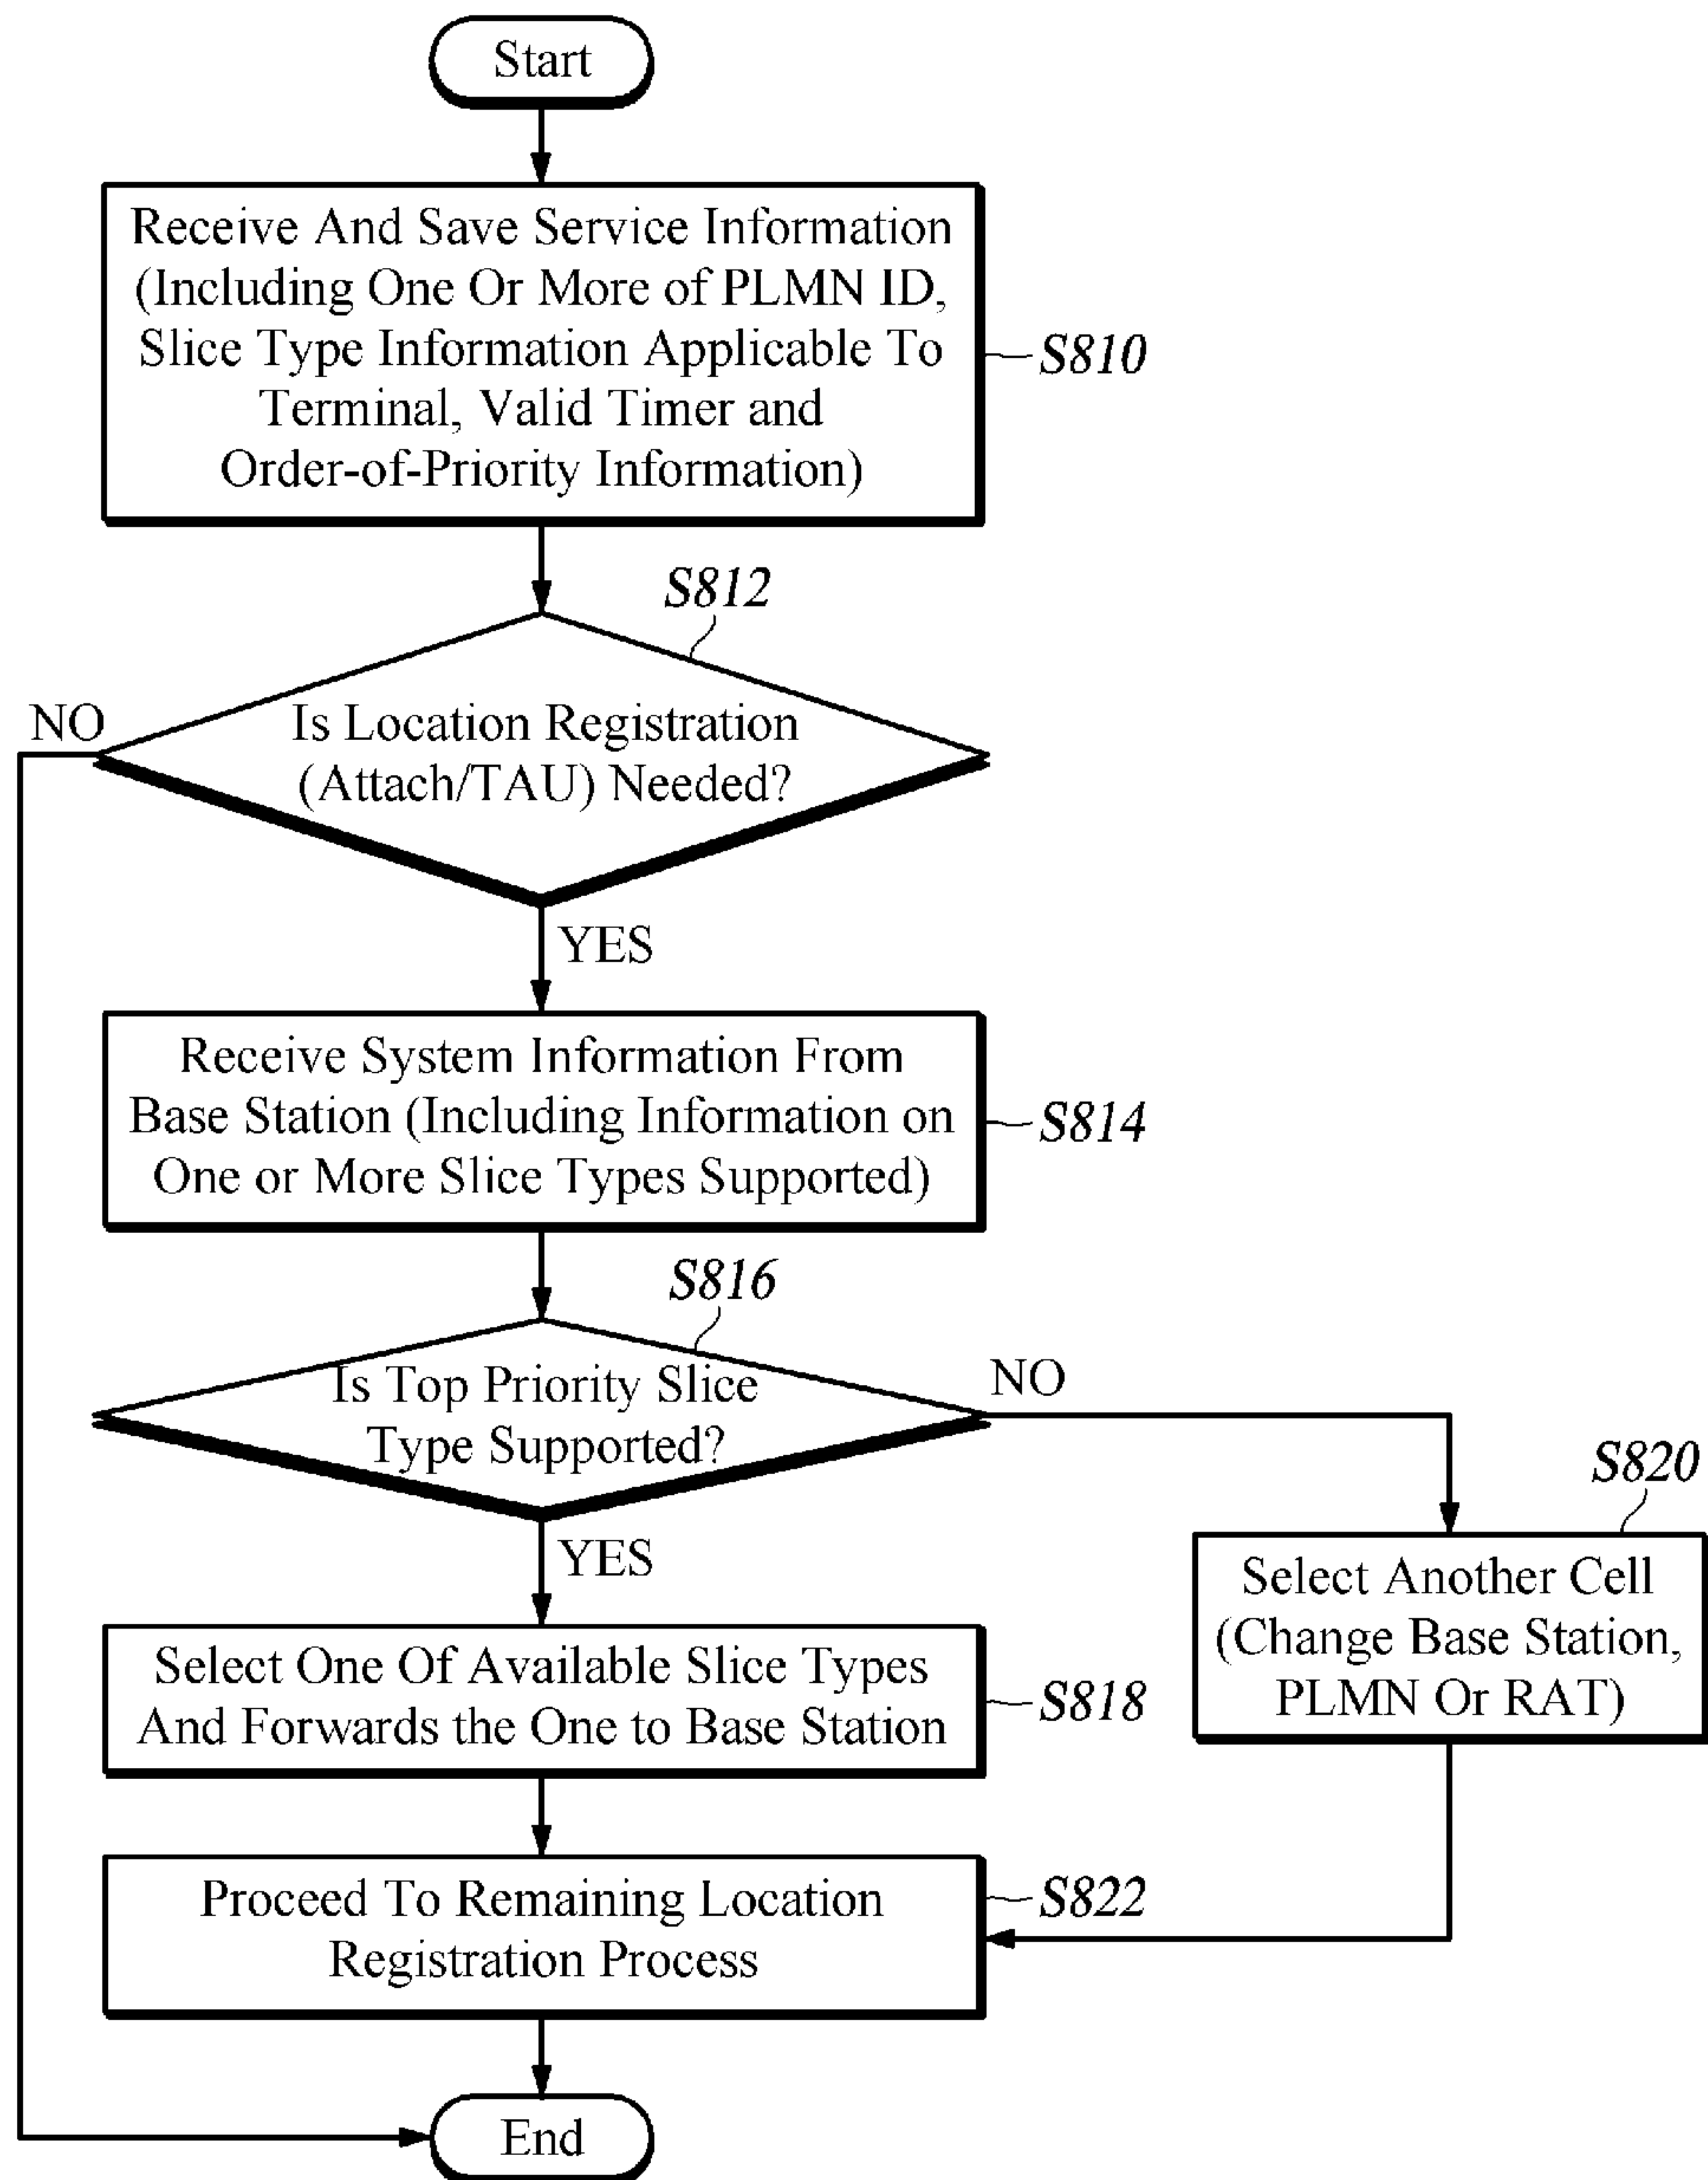 Start
Receive And Save Service Information
(Including One Or More of PLMN ID,
Slice Type Information Applicable To
Terminal, Valid Timer and
Order-of-Priority Information)
S810
S812
NO
Is Location Registration
(Attach/TAU) Needed?
YES
Receive System Information From
Base Station (Including Information on
One or More Slice Types Supported)
S814
S816
Is Top Priority Slice
Type Supported?
NO
YES
S820
Select Another Cell
(Change Base Station,
PLMN Or RAT)
Select One Of Available Slice Types
And Forwards the One to Base Station
S818
Proceed To Remaining Location
Registration Process
S822
End